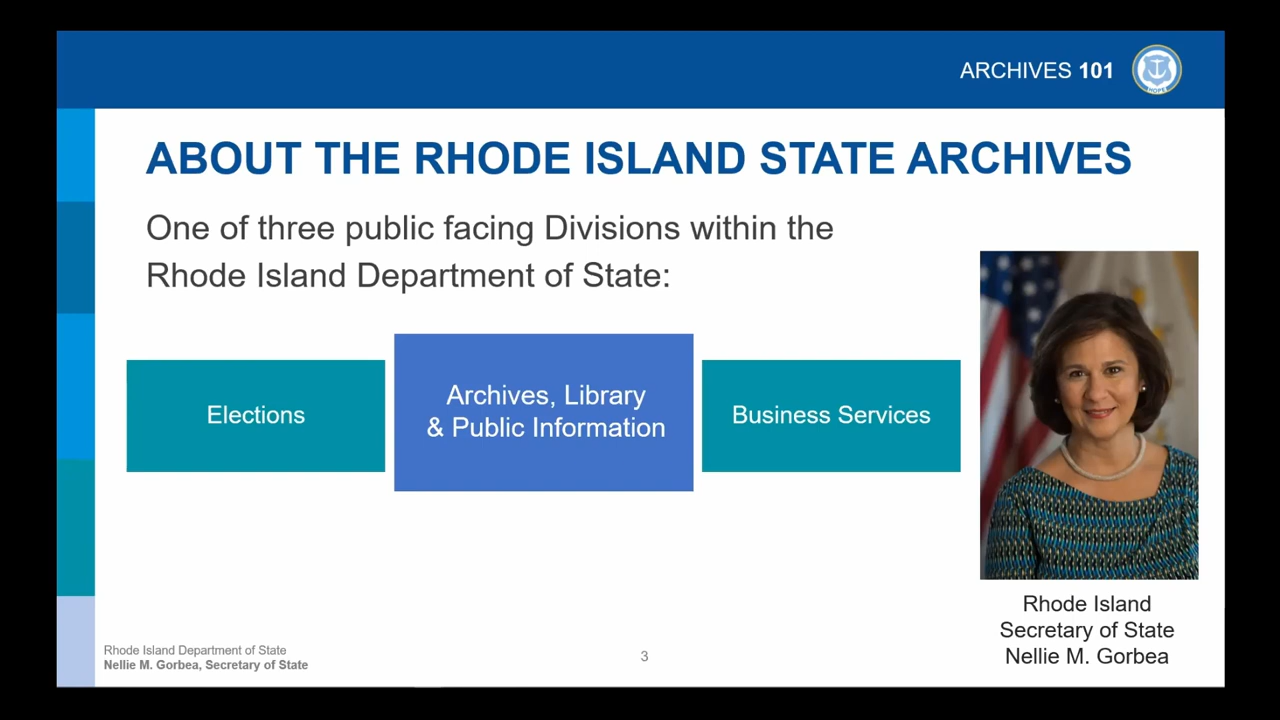 ARCHIVES 101
HOPE
ABOUT THE RHODE ISLAND STATE ARCHIVES
One of three public facing Divisions within the
Rhode Island Department of State:
Elections
Archives, Library
& Public Information
Business Services
Rhode Island
Secretary of State
Nellie M. Gorbea
Rhode Island Department of State
Nellie M. Gorbea, Secretary of State
3